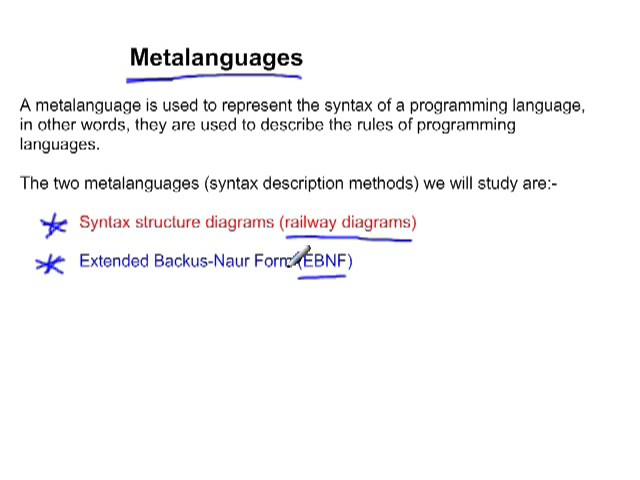 Metalanguages
A metalanguage is used to represent the syntax of a programming language,
in other words, they are used to describe the rules of programming
languages.
The two metalanguages (syntax description methods) we will study are:-
Syntax structure diagrams (railway diagrams)
Extended Backus-Naur Form (EBNF)